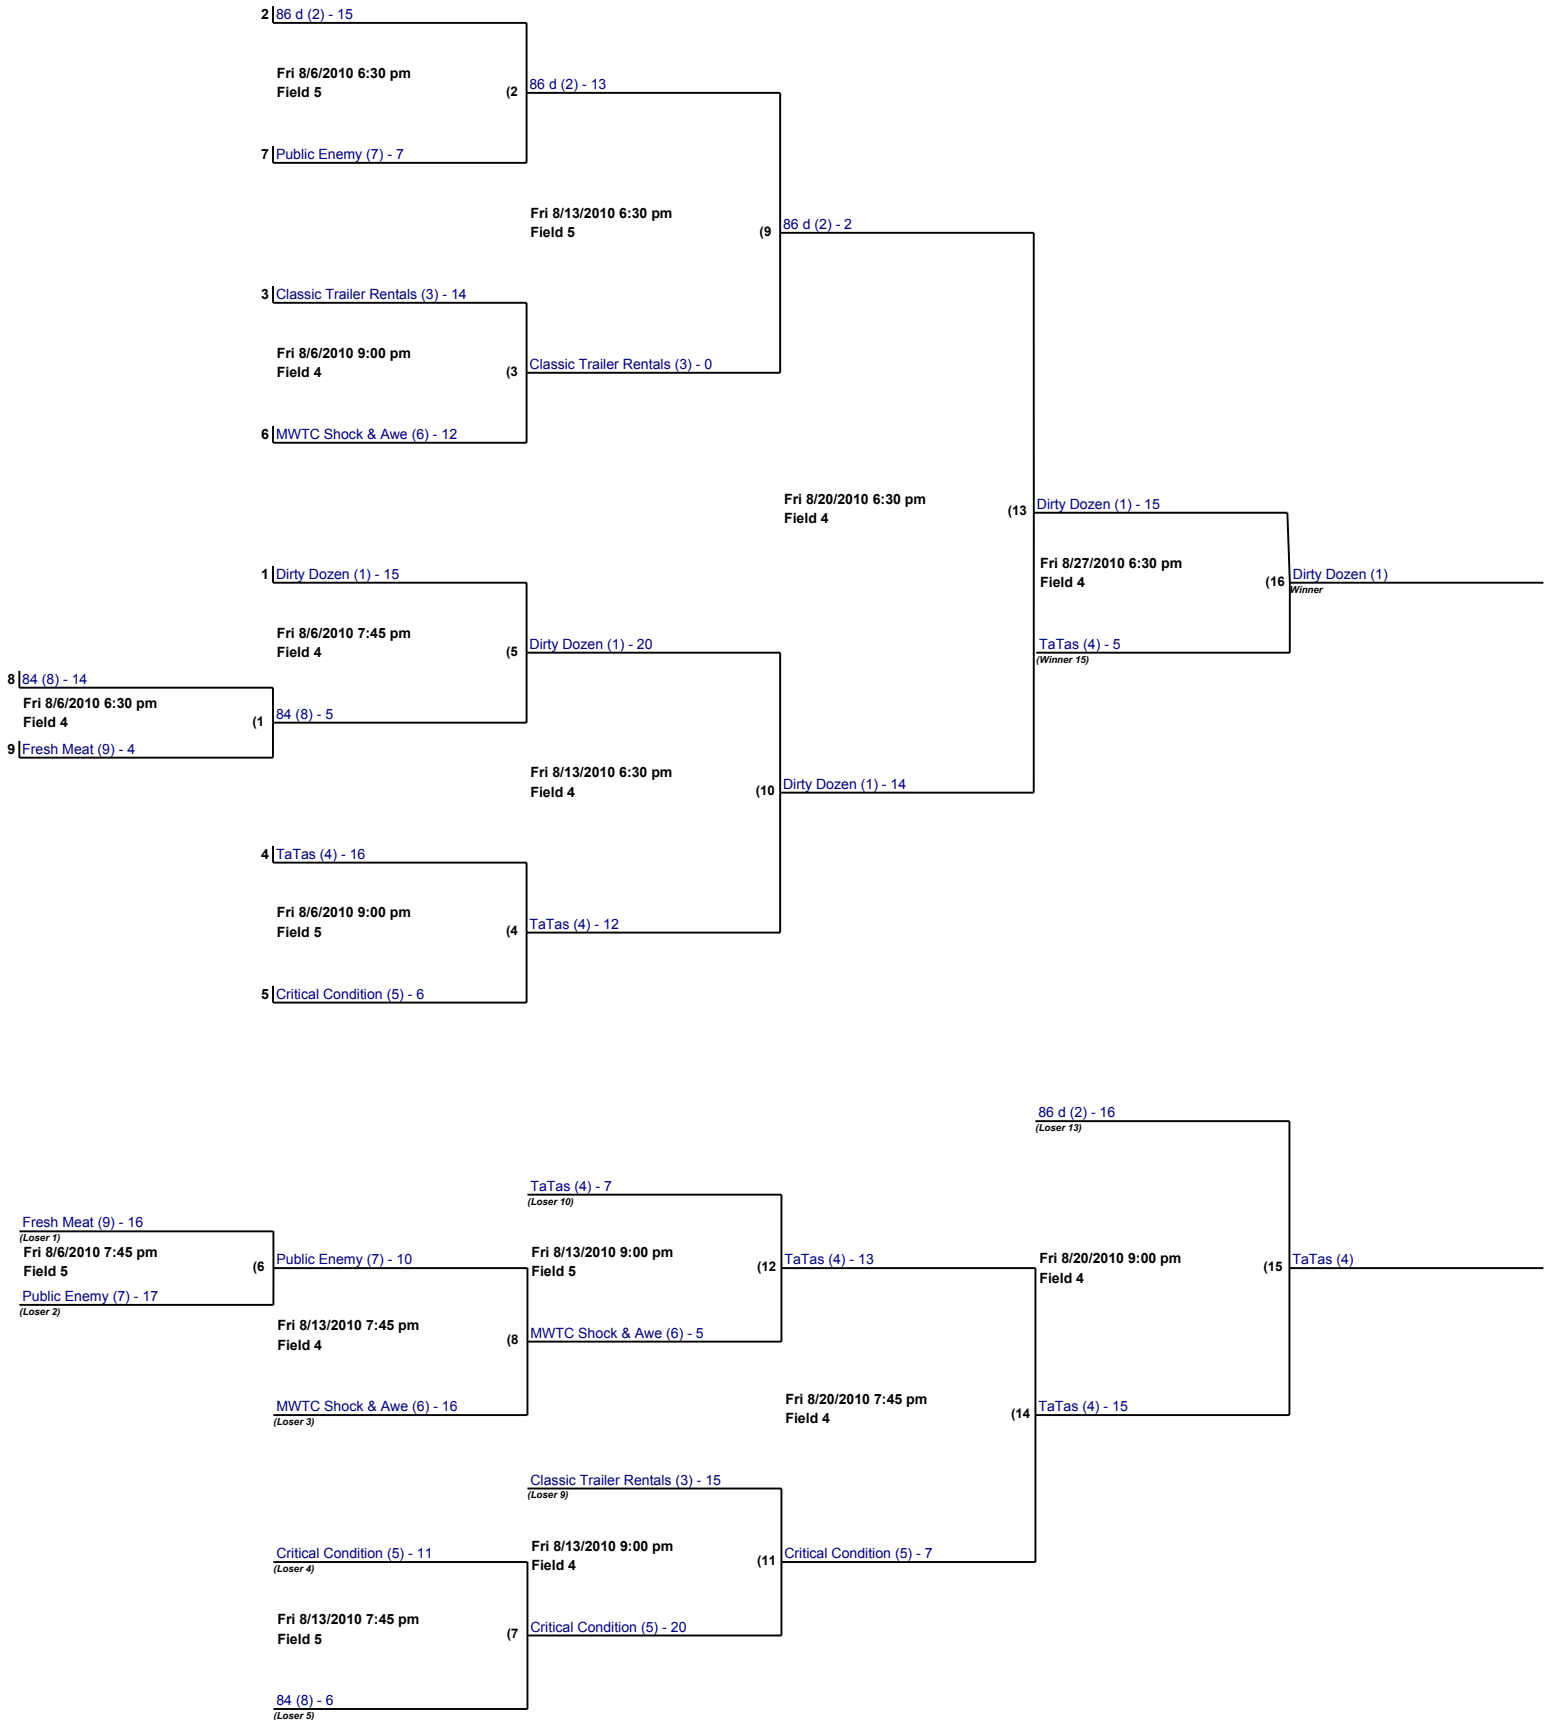 2 86 d (2) - 15
Fri 8/6/2010 6:30 pm
Field 5
(2
86 d (2) - 13
7 Public Enemy (7) - 7
Fri 8/13/2010 6:30 pm
Field 5
(9
86 d (2) - 2
3 Classic Trailer Rentals (3) - 14
Fri 8/6/2010 9:00 pm
Field 4
(3
Classic Trailer Rentals (3) - 0
6 MWTC Shock & Awe (6) - 12
Fri 8/20/2010 6:30 pm
Field 4
(13
Dirty Dozen (1) - 15
Fri 8/27/2010 6:30 pm
Field 4
(16
Dirty Dozen (1)
Winner
1 Dirty Dozen (1) - 15
Fri 8/6/2010 7:45 pm
Field 4
(5
Dirty Dozen (1) - 20
TaTas (4) - 5
(Winner 15)
8 84 (8) - 14
Fri 8/6/2010 6:30 pm
Field 4
(1
84 (8) - 5
9 Fresh Meat (9) - 4
Fri 8/13/2010 6:30 pm
Field 4
(10
Dirty Dozen (1) - 14
4 TaTas (4) - 16
Fri 8/6/2010 9:00 pm
Field 5
(4
TaTas (4) - 12
5 Critical Condition (5) - 6
86 d (2) - 16
(Loser 13)
TaTas (4) - 7
(Loser 10)
Fresh Meat (9) - 16
(Loser 1)
Fri 8/6/2010 7:45 pm
Field 5
(6
Public Enemy (7) - 10
Fri 8/13/2010 9:00 pm
Field 5
(12
TaTas (4) - 13
Fri 8/20/2010 9:00 pm
Field 4
(15
TaTas (4)
Public Enemy (7) - 17
(Loser 2)
Fri 8/13/2010 7:45 pm
Field 4
(8
MWTC Shock & Awe (6) - 5
MWTC Shock & Awe (6) - 16
(Loser 3)
Fri 8/20/2010 7:45 pm
Field 4
(14
TaTas (4) - 15
Classic Trailer Rentals (3) - 15
(Loser 9)
Critical Condition (5) - 11
(Loser 4)
Fri 8/13/2010 9:00 pm
Field 4
(11
Critical Condition (5) - 7
Fri 8/13/2010 7:45 pm
Field 5
(7
Critical Condition (5) - 20
84 (8) - 6
(Loser 5)